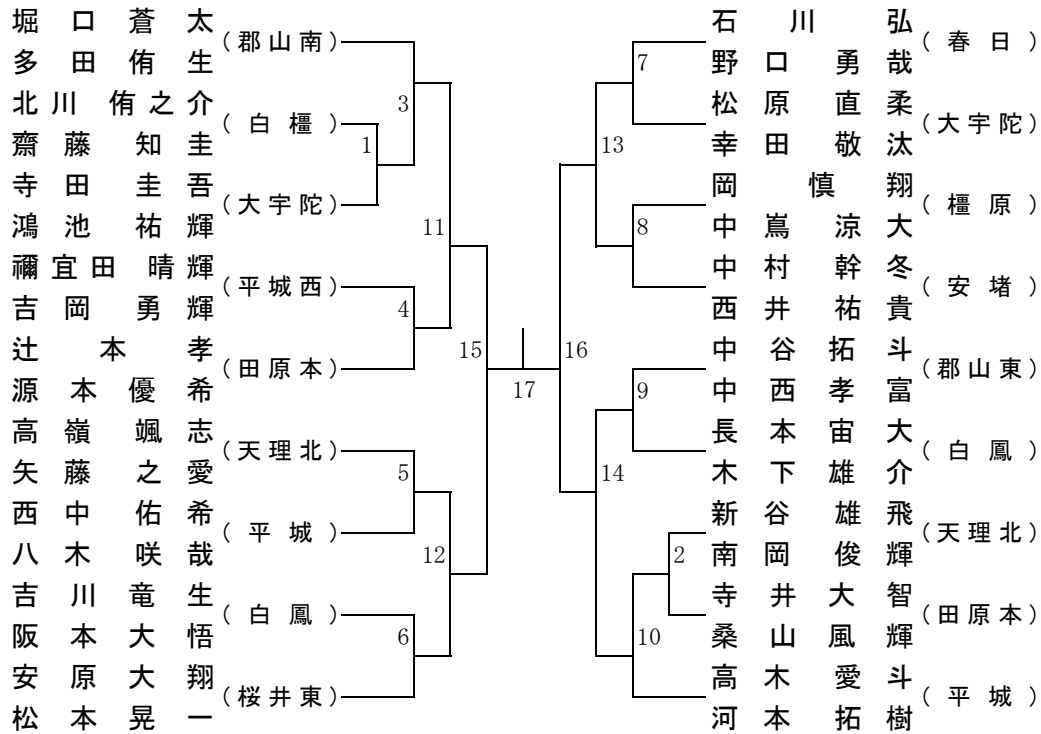 堀口蒼太
(郡山南)
多田侑生
北川侑之介
(白橿)
齋藤知圭
寺田圭吾
(大宇陀)
鴻池祐輝
禰宜田晴輝
(平城西)
吉岡勇輝
辻本孝
(田原本)
源本優希
高嶺颯志
(天理北)
矢藤之愛
西中佑希
(平城)
八木咲哉
吉川竜生
(白鳳)
阪本大悟
安原大翔
(桜井東)
松本晃一
1
3
4
5
6
11
12
15
17
16
13
14
7
8
9
2
10
石川弘
(春日)
野口勇哉
松原直柔
(大宇陀)
幸田敬汰
岡慎翔
(橿原)
中嶌涼大
中村幹冬
(安堵)
西井祐貴
中谷拓斗
(郡山東)
中西孝富
長本宙大
(白鳳)
木下雄介
新谷雄飛
(天理北)
南岡俊輝
寺井大智
(田原本)
桑山風輝
高木愛斗
(平城)
河本拓樹